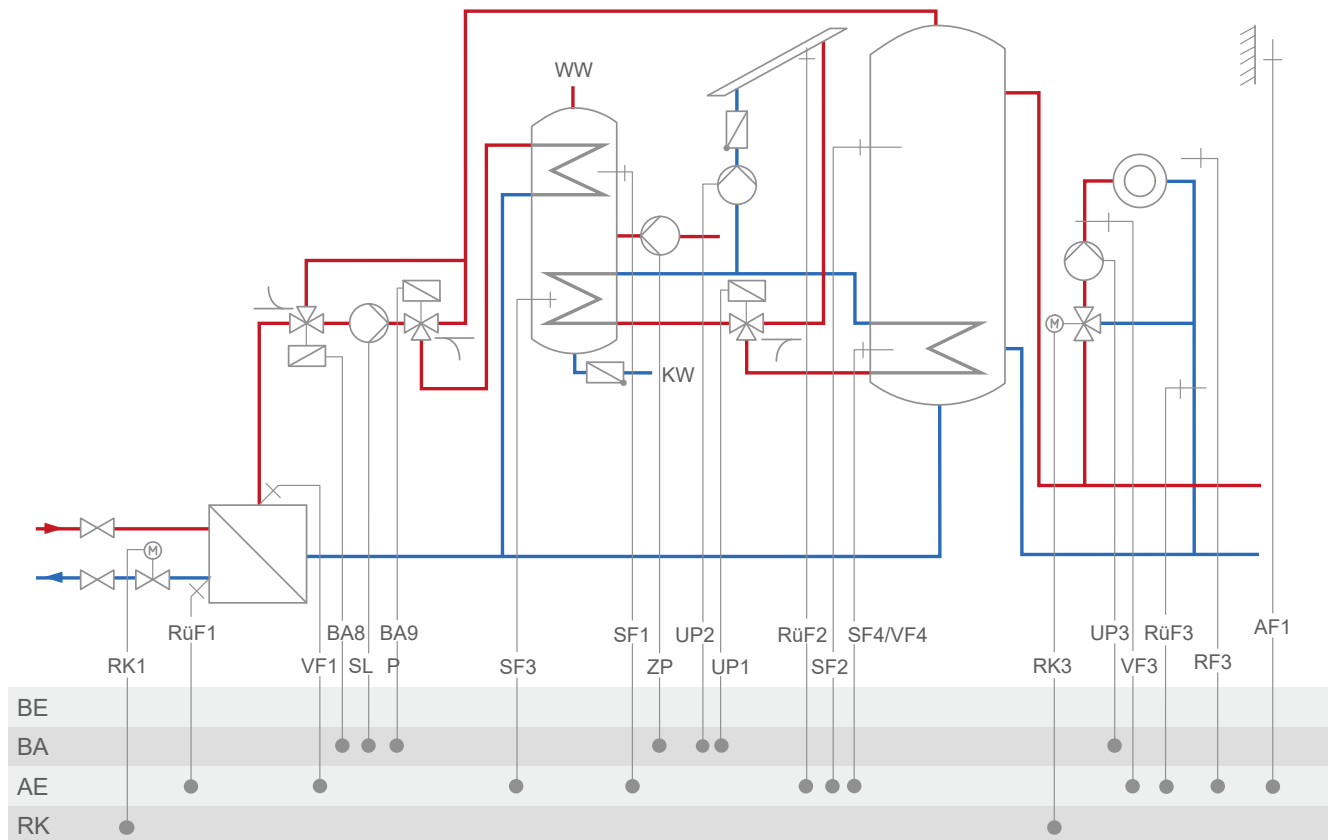 WW
KW
M
M
RüF1
BA8 BA9
SF1 UP2 RüF2 SF4/VF4
UP3 RüF3 AF1
RK1 VF1 SL P SF3 ZP UP1 SF2 RK3 VF3 RF3
BE
BA
AE
RK